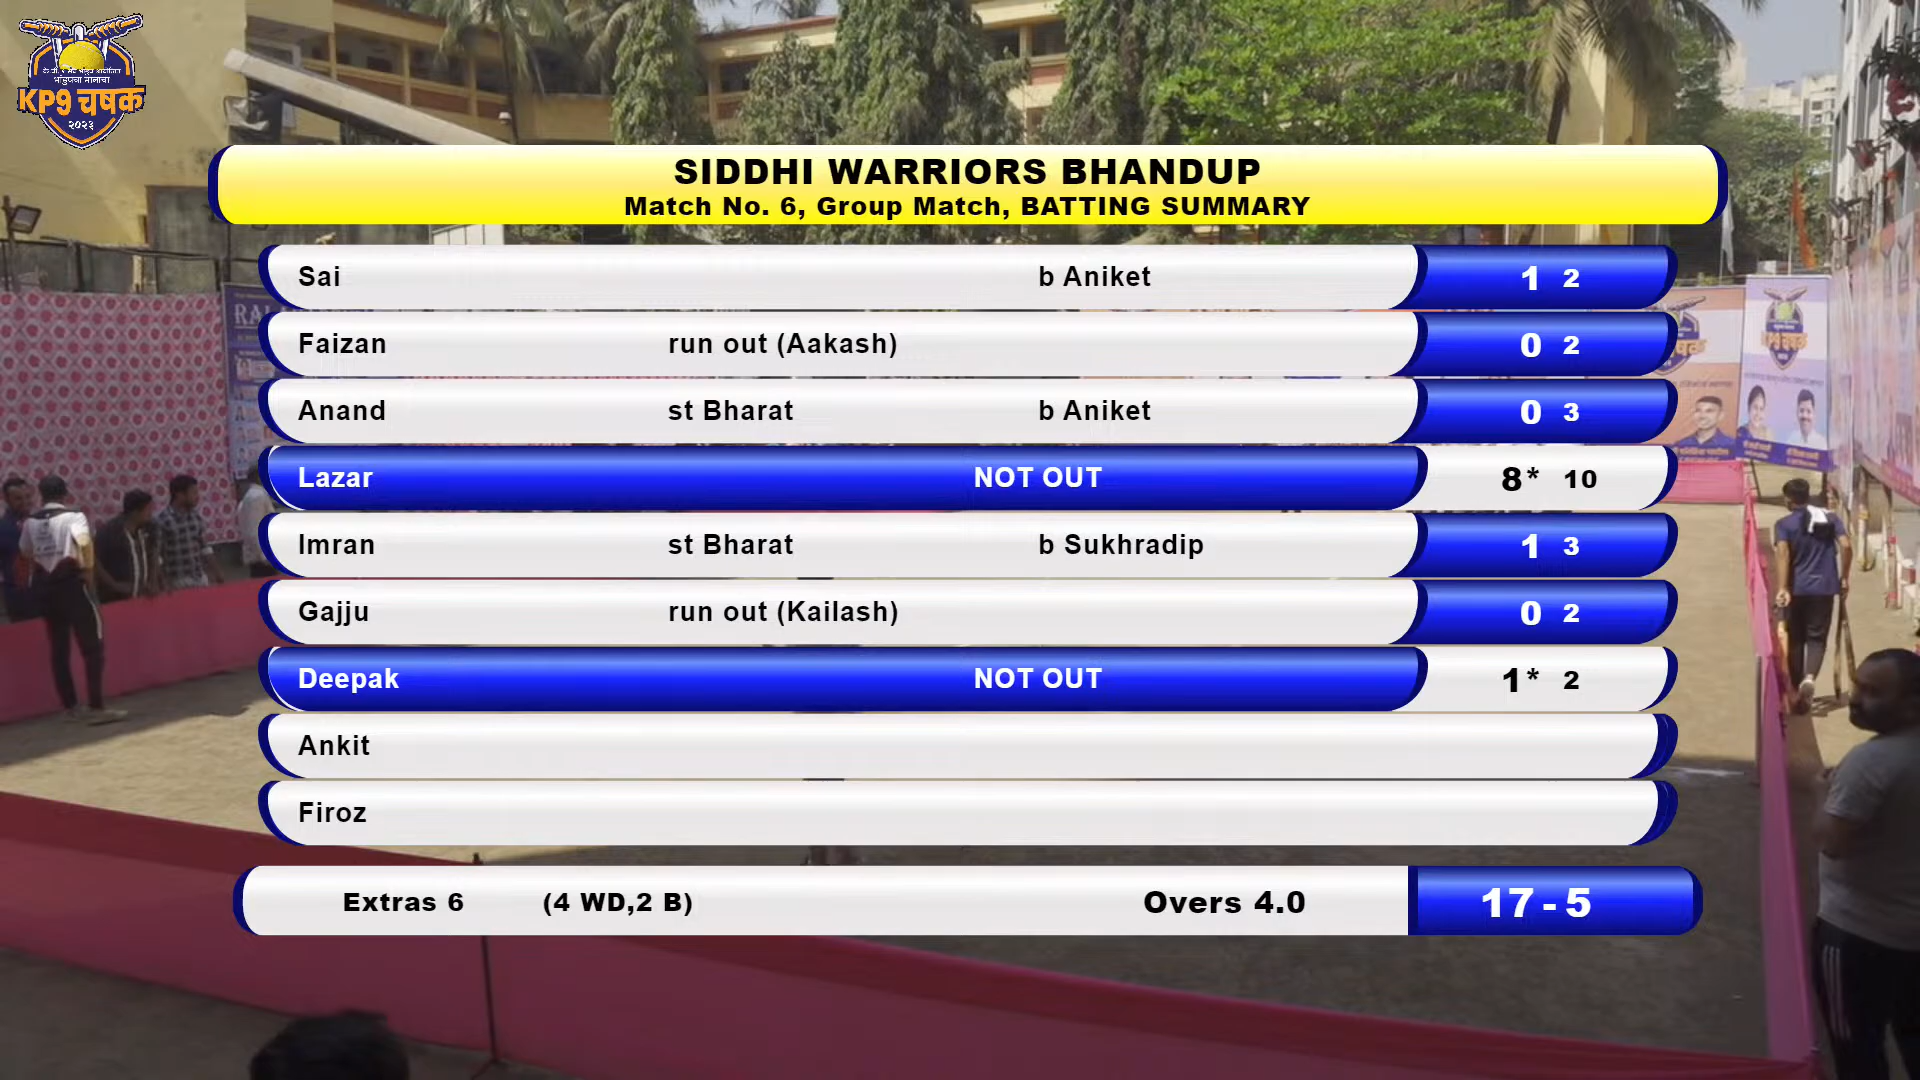 भांडुपचा मानाचा
KP9 चषक
२०२३
SIDDHI WARRIORS BHANDUP
Match No. 6, Group Match, BATTING SUMMARY
Sai b Aniket 1 2
Faizan run out (Aakash) 0 2
Anand st Bharat b Aniket 0 3
Lazar NOT OUT 8* 10
Imran st Bharat b Sukhradip 1 3
Gajju run out (Kailash) 0 2
Deepak NOT OUT 1* 2
Ankit
Firoz
Extras 6 (4 WD,2 B) Overs 4.0 17-5